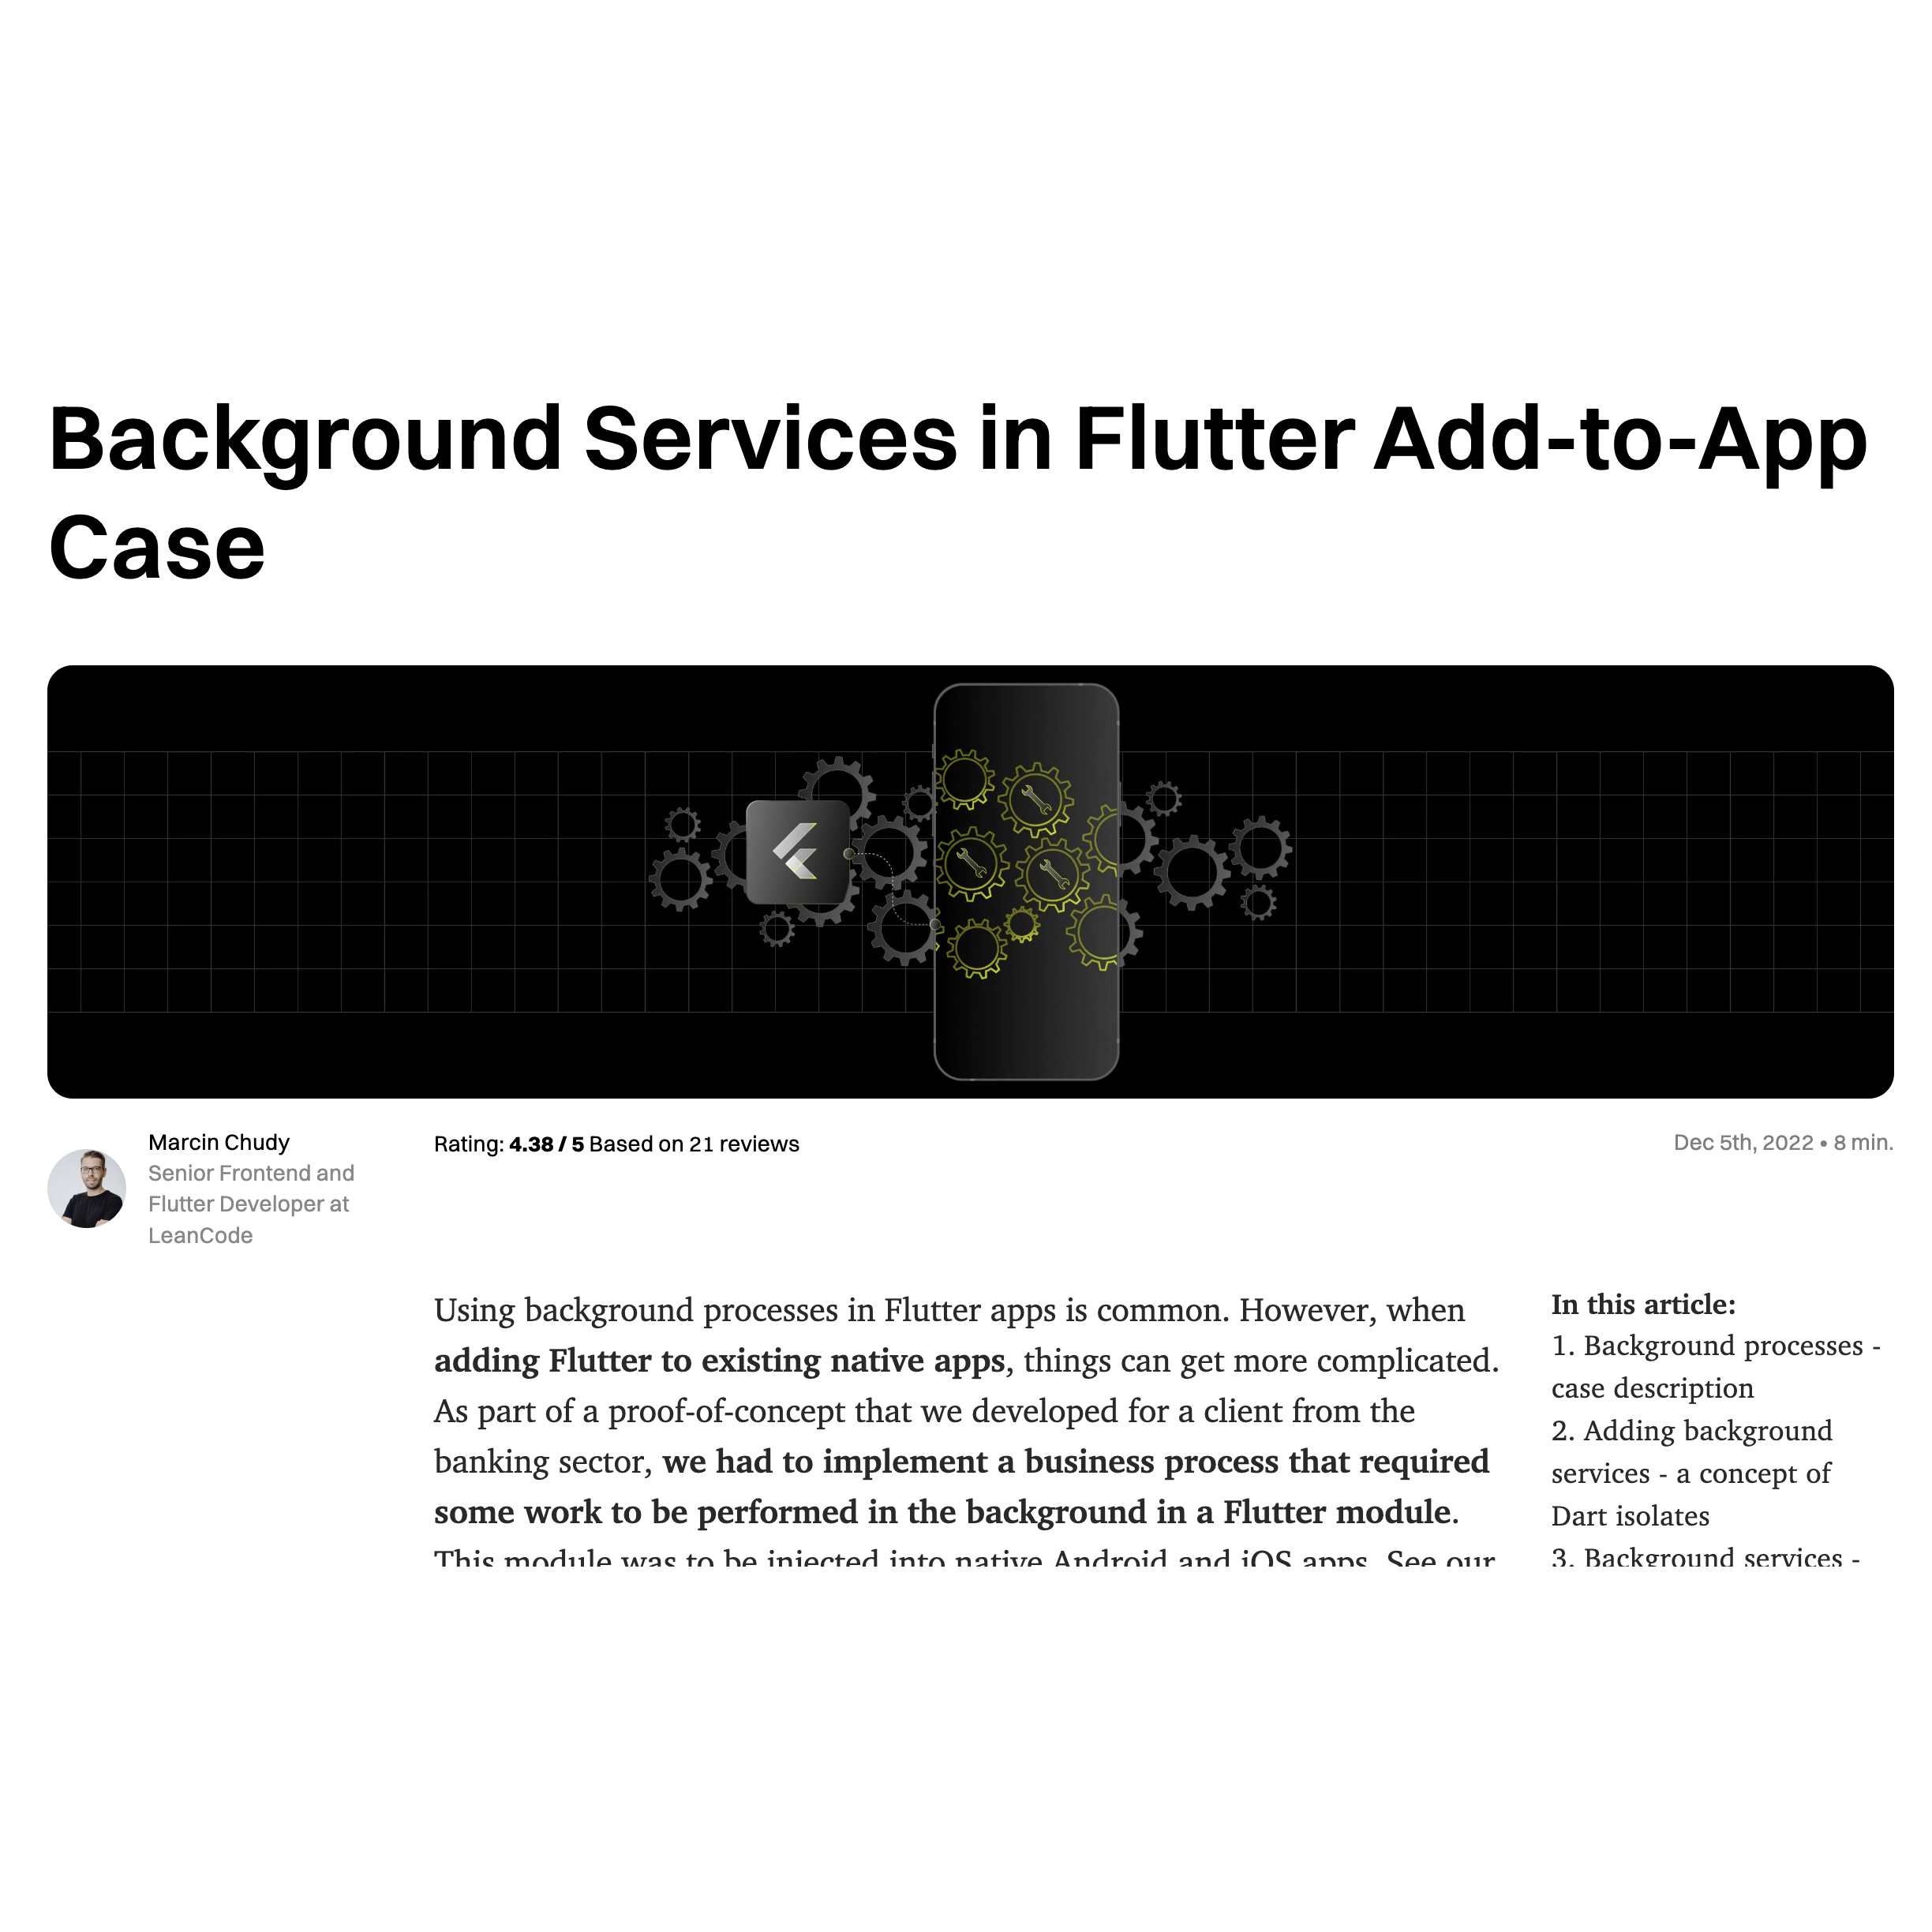 Background Services in Flutter Add-to-App
Case
Marcin Chudy
Senior Frontend and
Flutter Developer at
LeanCode
Rating: 4.38 / 5 Based on 21 reviews
Dec 5th, 2022 • 8 min.
Using background processes in Flutter apps is common. However, when
adding Flutter to existing native apps, things can get more complicated.
As part of a proof-of-concept that we developed for a client from the
banking sector, we had to implement a business process that required
some work to be performed in the background in a Flutter module.
This module was to be injected into native Android and iOS apps. See our
In this article:
1. Background processes -
case description
2. Adding background
services - a concept of
Dart isolates
3. Background services -